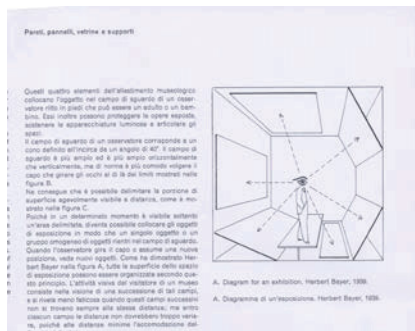 Pareti, pannelli, vetrine e supporti
Questi quattro elementi dell'allestimento museologico
collocano l'oggetto nel campo di sguardo di un osser-
vatore ritto in piedi che può essere un adulto o un bam-
bino. Essi inoltre possono proteggere le opere esposte,
sostenere le apparecchiature luminose e articolare gli
spazi.
Il campo di sguardo di un osservatore corrisponde a un
cono definito all'incirca da un angolo di 40°. Il campo di
sguardo è più ampio ed è più ampio orizzontalmente
che verticalmente, ma di norma è più comodo volgere il
capo che girare gli occhi al di là dei limiti mostrati nelle
figura B.
Ne consegue che è possibile delimitare la porzione di
superficie agevolmente visibile a distanza, come è mo-
strato nella figura C.
Poiché in un determinato momento è visibile soltanto
un'area delimitata, diventa possibile collocare gli oggetti
di esposizione in modo che un singolo oggetto o un
gruppo omogeneo di oggetti rientri nel campo di sguardo.
Quando l'osservatore gira il capo o assume una nuova
posizione, vede nuovi oggetti. Come ha dimostrato Her-
bert Bayer nella figura A, tutte le superfici dello spazio
di esposizione possono essere organizzate secondo que-
sto principio. L'attività visiva del visitatore di un museo
consiste nella visione di una successione di tali campi,
e si rivela meno faticosa quando questi campi successivi
non si trovano sempre alla stessa distanza; ma entro
ciascun campo le distanze non dovrebbero troppo varia-
re, poiché alle distanze minime l'accomodazione del-
A. Diagram for an exhibition, Herbert Bayer, 1936.
A. Diagramma di un'esposizione, Herbert Bayer, 1936.